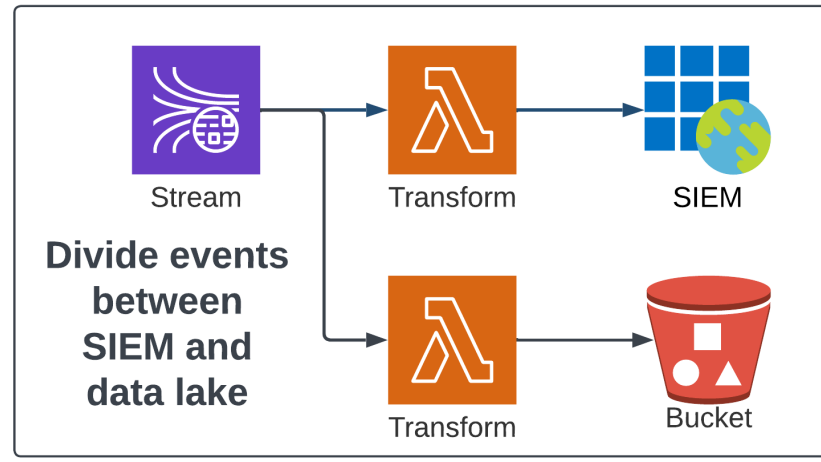 Stream
Transform
SIEM
Divide events
between
SIEM and
data lake
Transform
Bucket